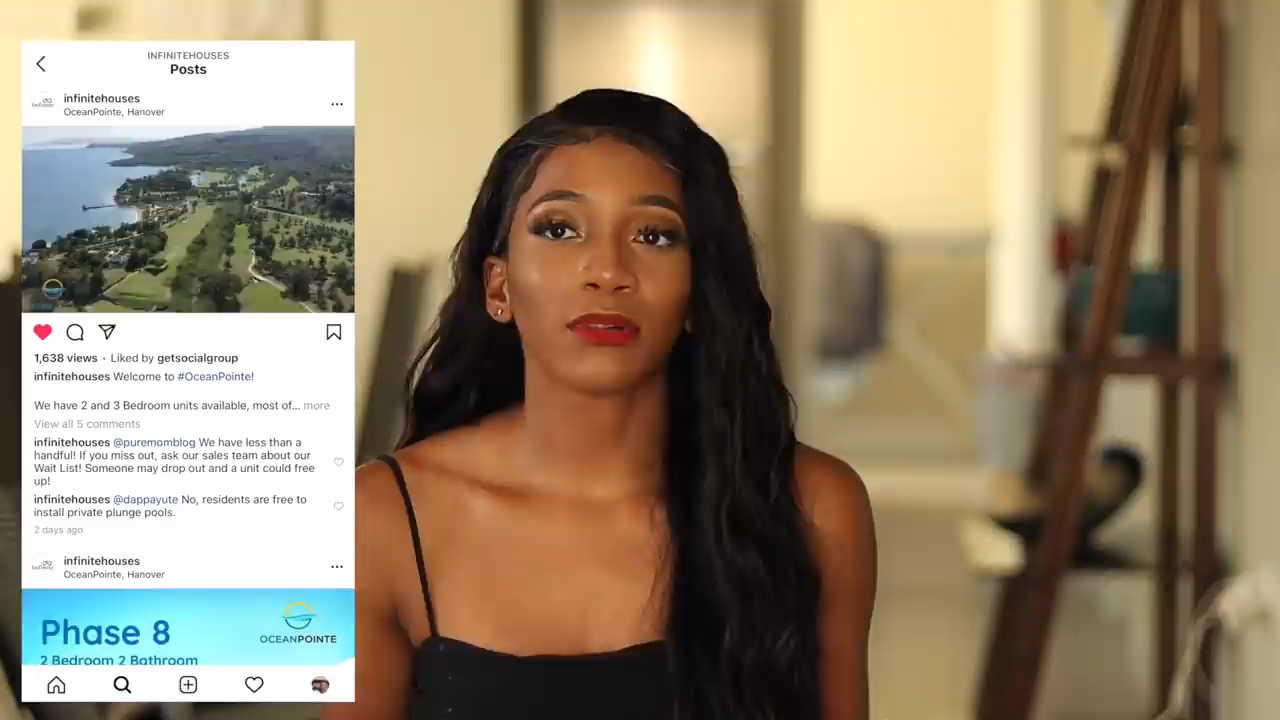 INFINITEHOUSES
Posts
infinitehouses
OceanPointe, Hanover
1,638 views · Liked by getsocialgroup
infinitehouses Welcome to #OceanPointe!
We have 2 and 3 Bedroom units available, most of... more
View all 5 comments
infinitehouses @puremomblog We have less than a
handful! If you miss out, ask our sales team about our
Wait List! Someone may drop out and a unit could free
up!
infinitehouses @dappayute No, residents are free to
install private plunge pools.
2 days ago
infinitehouses
OceanPointe, Hanover
Phase 8
OCEANPOINTE
2 Bedroom 2 Bathroom